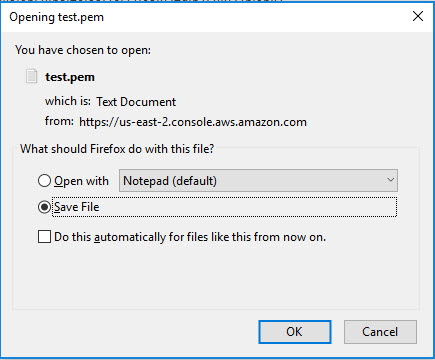 Opening test.pem
You have chosen to open:
test.pem
which is: Text Document
from: https://us-east-2.console.aws.amazon.com
What should Firefox do with this file?
Open with Notepad (default)
Save File
Do this automatically for files like this from now on.
OK Cancel